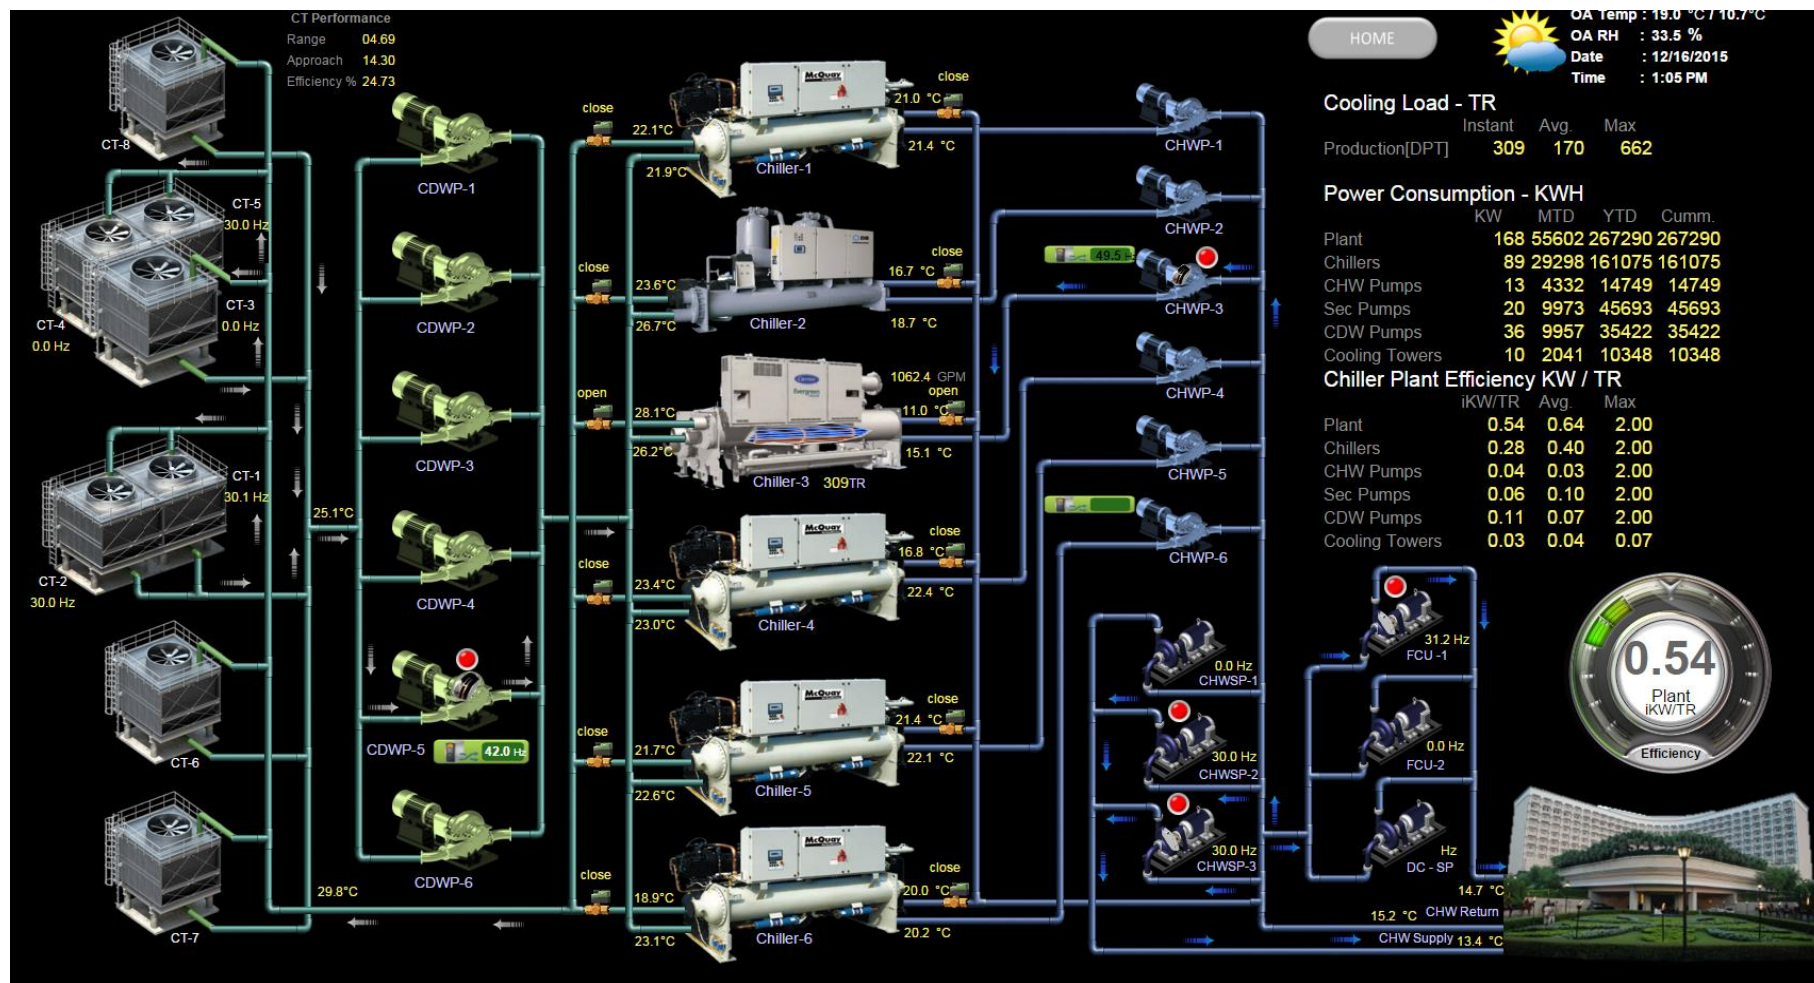 CT Performance
Range 04.69
Approach 14.30
Efficiency % 24.73
HOME
OA Temp : 19.0 °C / 10.7°C
OA RH : 33.5 %
Date : 12/16/2015
Time : 1:05 PM
Cooling Load - TR
Instant Avg. Max
Production[DPT] 309 170 662
Power Consumption - KWH
KW MTD YTD Cumm.
Plant 168 55602 267290 267290
Chillers 89 29298 161075 161075
CHW Pumps 13 4332 14749 14749
Sec Pumps 20 9973 45693 45693
CDW Pumps 36 9957 35422 35422
Cooling Towers 10 2041 10348 10348
Chiller Plant Efficiency KW / TR
iKW/TR Avg. Max
Plant 0.54 0.64 2.00
Chillers 0.28 0.40 2.00
CHW Pumps 0.04 0.03 2.00
Sec Pumps 0.06 0.10 2.00
CDW Pumps 0.11 0.07 2.00
Cooling Towers 0.03 0.04 0.07
0.54
Plant
iKW/TR
Efficiency
CT-8
CT-5
30.0 Hz
CT-3
0.0 Hz
CT-4
0.0 Hz
CT-1
30.1 Hz
CT-2
30.0 Hz
CT-6
CT-7
25.1°C
29.8°C
CDWP-1
CDWP-2
CDWP-3
CDWP-4
CDWP-5
42.0 Hz
CDWP-6
close
22.1°C
21.9°C
McQuay
Chiller-1
close
21.0 °C
21.4 °C
close
23.6°C
26.7°C
Chiller-2
close
16.7 °C
18.7 °C
open
28.1°C
26.2°C
Carrier
Evergreen
Chiller-3 309TR
1062.4 GPM
open
11.0 °C
15.1 °C
close
23.4°C
23.0°C
McQuay
Chiller-4
close
16.8 °C
22.4 °C
close
21.7°C
22.6°C
McQuay
Chiller-5
close
21.4 °C
22.1 °C
close
18.9°C
23.1°C
McQuay
Chiller-6
close
20.0 °C
20.2 °C
CHWP-1
CHWP-2
49.5 H
CHWP-3
CHWP-4
CHWP-5
CHWP-6
0.0 Hz
CHWSP-1
30.0 Hz
CHWSP-2
30.0 Hz
CHWSP-3
31.2 Hz
FCU -1
0.0 Hz
FCU-2
Hz
DC - SP
14.7 °C
15.2 °C CHW Return
CHW Supply 13.4 °C